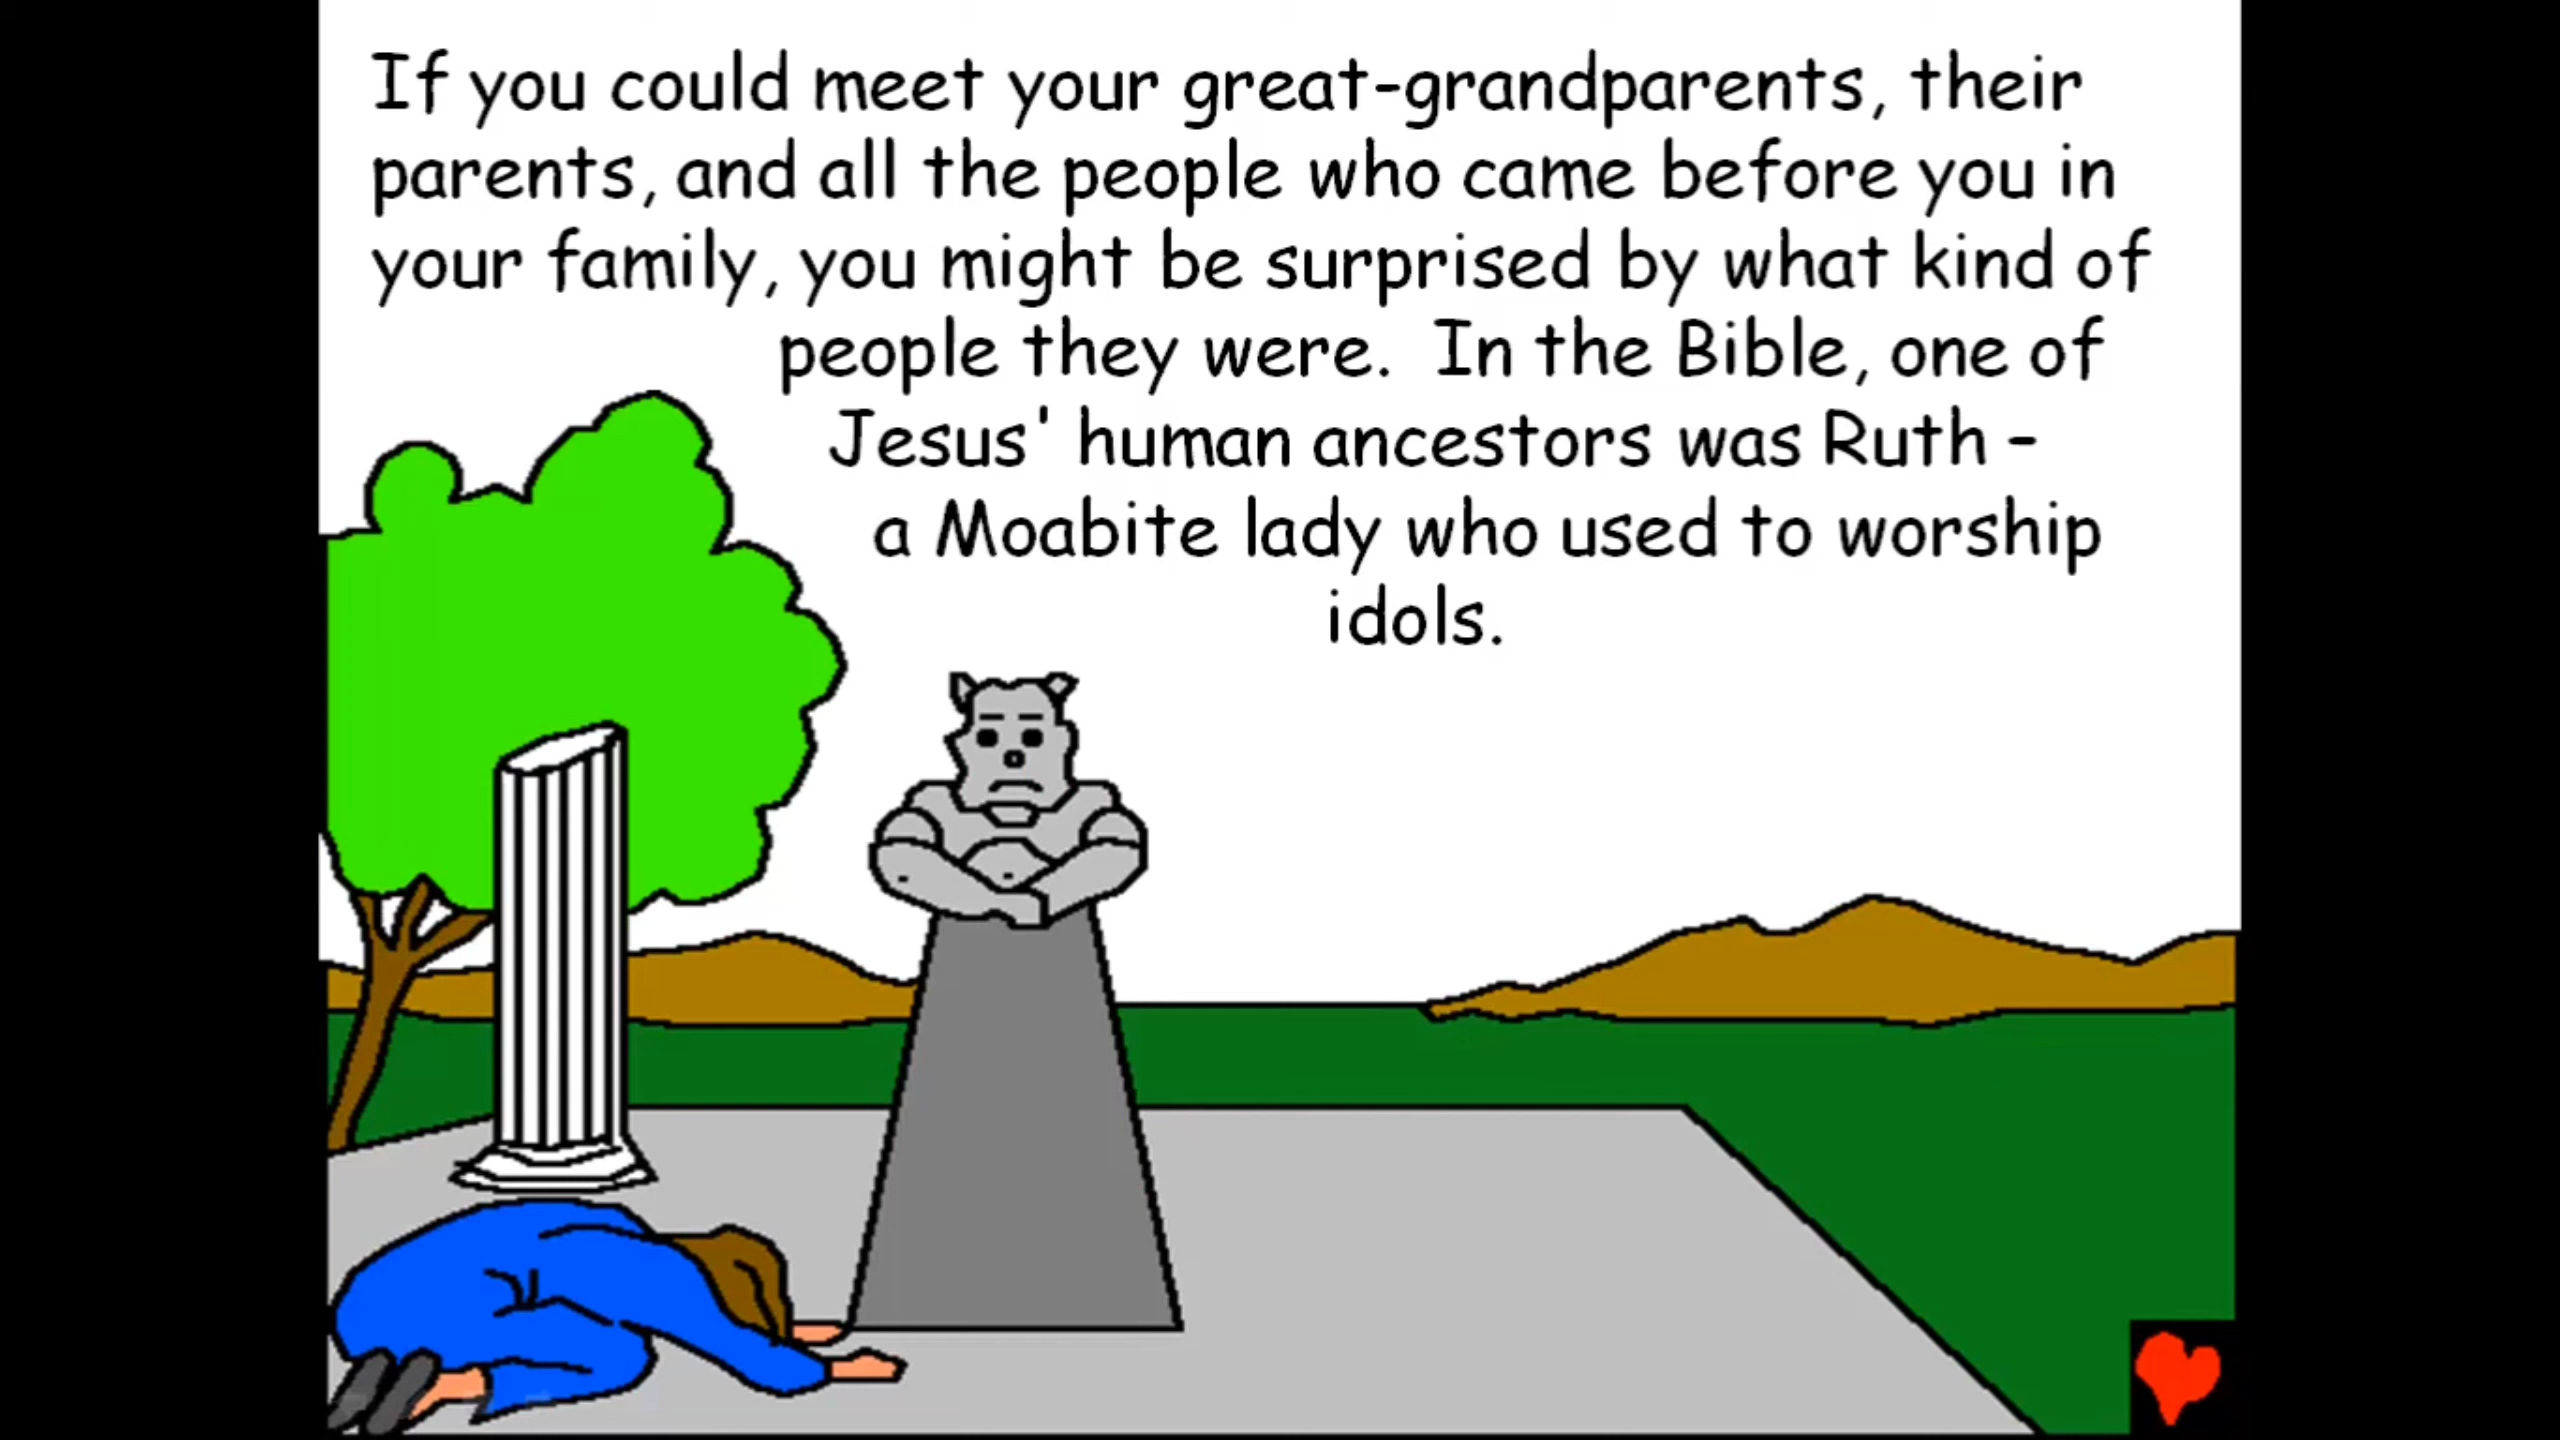 If you could meet your great-grandparents, their
parents, and all the people who came before you in
your family, you might be surprised by what kind of
people they were. In the Bible, one of
Jesus' human ancestors was Ruth –
a Moabite lady who used to worship
idols.